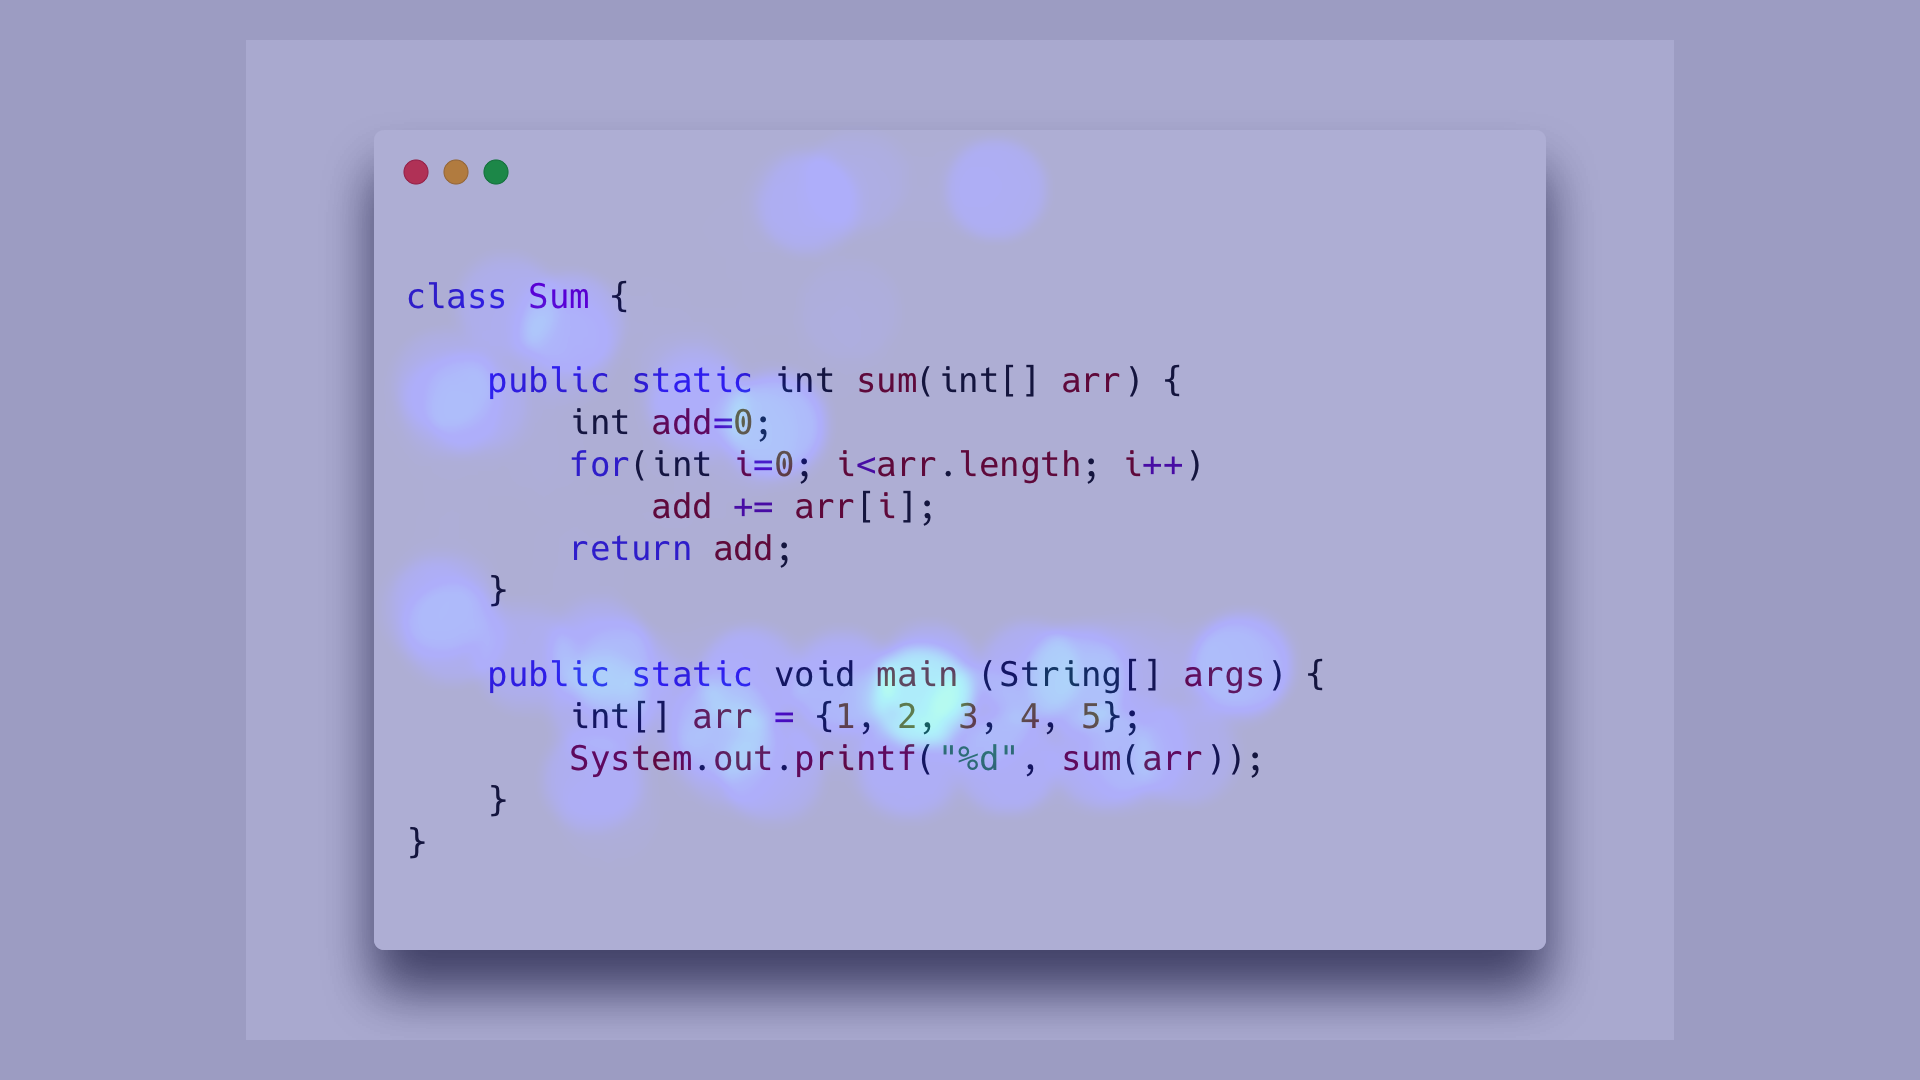 class Sum {
    public static int sum(int[] arr) {
        int add=0;
        for(int i=0; i<arr.length; i++)
            add += arr[i];
        return add;
    }
    public static void main (String[] args) {
        int[] arr = {1, 2, 3, 4, 5};
        System.out.printf("%d", sum(arr));
    }
}